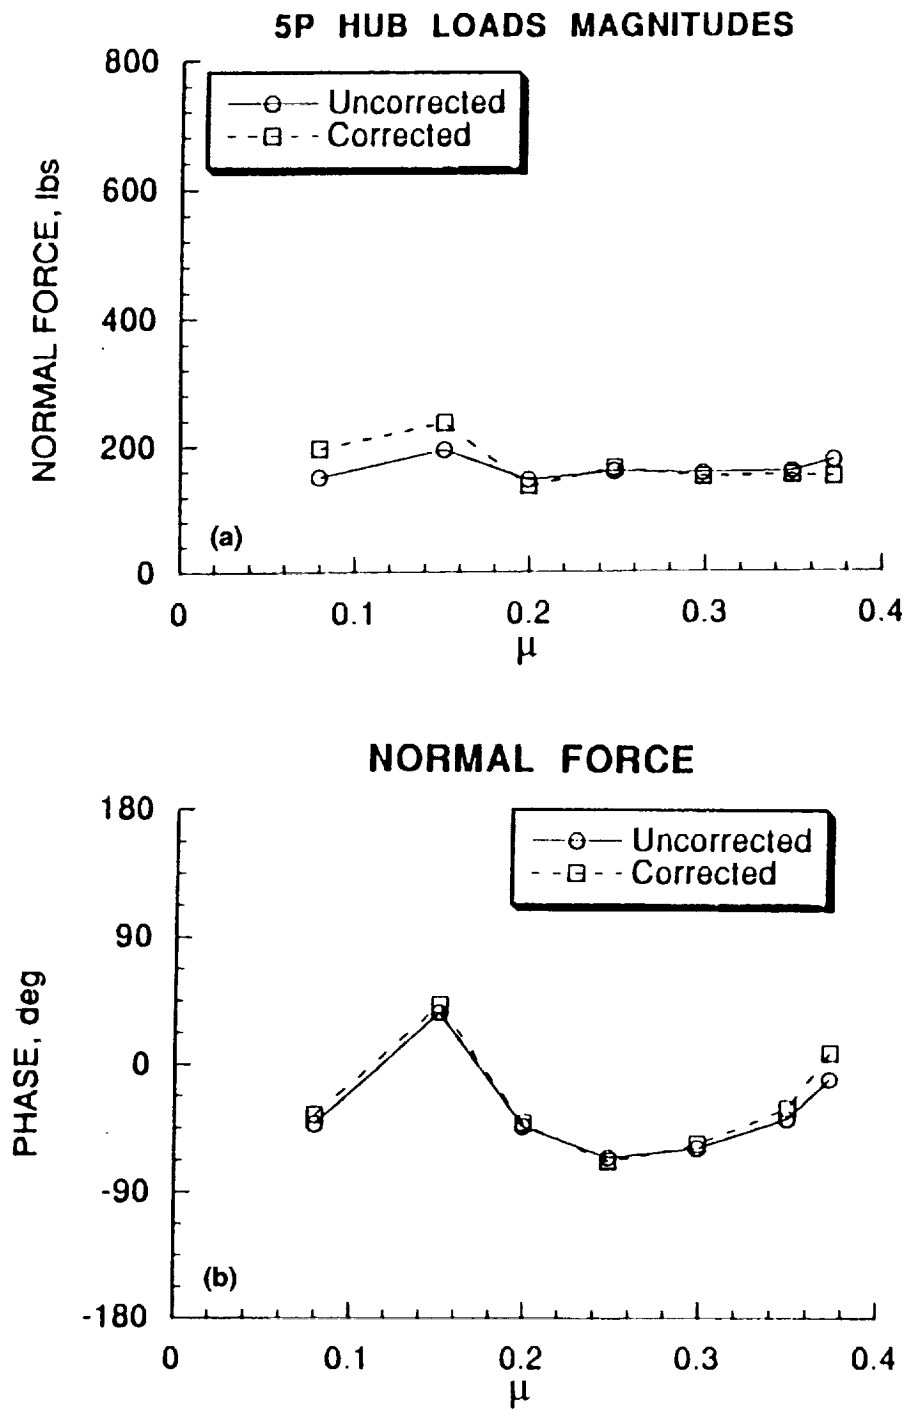 5P HUB LOADS MAGNITUDES
800
Uncorrected
Corrected
600
NORMAL FORCE, lbs
400
200
(a)
0
0 0.1 0.2 0.3 0.4
μ
NORMAL FORCE
180
Uncorrected
Corrected
90
PHASE, deg
0
-90
(b)
-180
0 0.1 0.2 0.3 0.4
μ